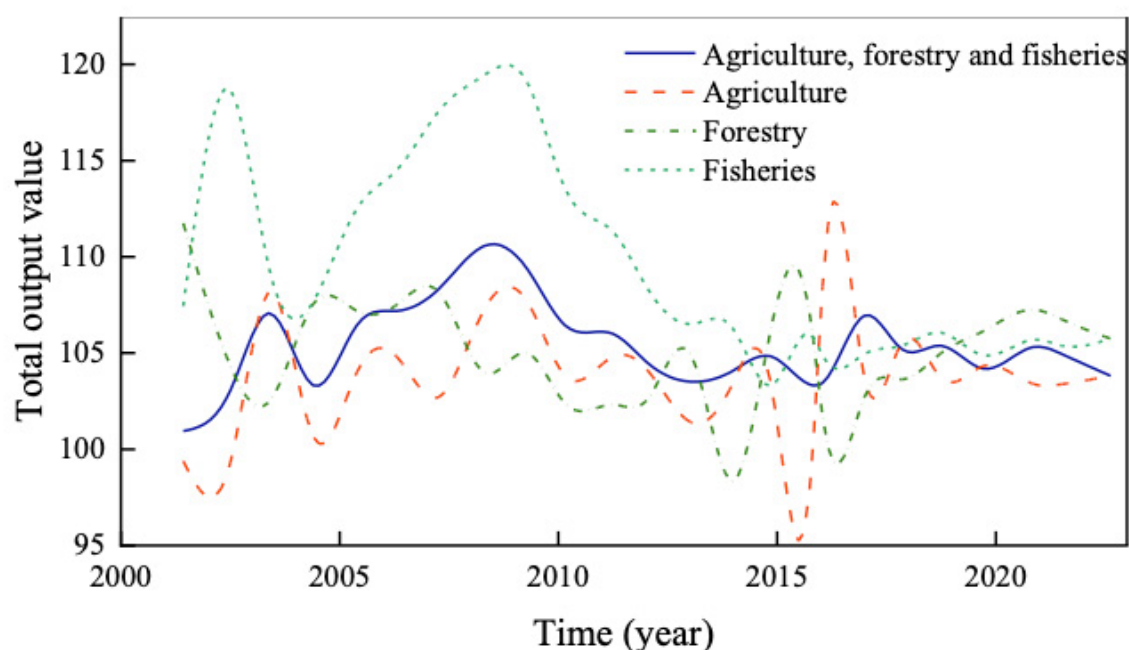 Total output value
120
115
110
105
100
95
2000
2005
2010
2015
2020
Time (year)
Agriculture, forestry and fisheries
Agriculture
Forestry
Fisheries